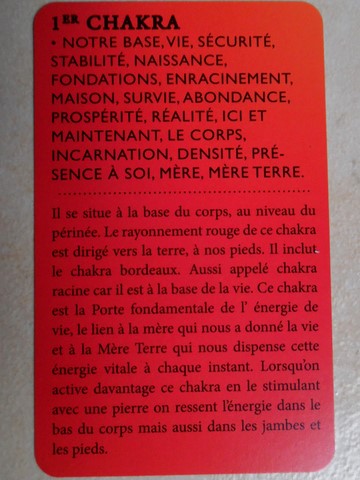 1ER CHAKRA
• NOTRE BASE, VIE, SÉCURITÉ,
STABILITÉ, NAISSANCE,
FONDATIONS, ENRACINEMENT,
MAISON, SURVIE, ABONDANCE,
PROSPÉRITÉ, RÉALITÉ, ICI ET
MAINTENANT, LE CORPS,
INCARNATION, DENSITÉ, PRÉ-
SENCE À SOI, MÈRE, MÈRE TERRE.
Il se situe à la base du corps, au niveau du
périnée. Le rayonnement rouge de ce chakra
est dirigé vers la terre, à nos pieds. Il inclut
le chakra bordeaux. Aussi appelé chakra
racine car il est à la base de la vie. Ce chakra
est la Porte fondamentale de l' énergie de
vie, le lien à la mère qui nous a donné la vie
et à la Mère Terre qui nous dispense cette
énergie vitale à chaque instant. Lorsqu'on
active davantage ce chakra en le stimulant
avec une pierre on ressent l'énergie dans le
bas du corps mais aussi dans les jambes et
les pieds.